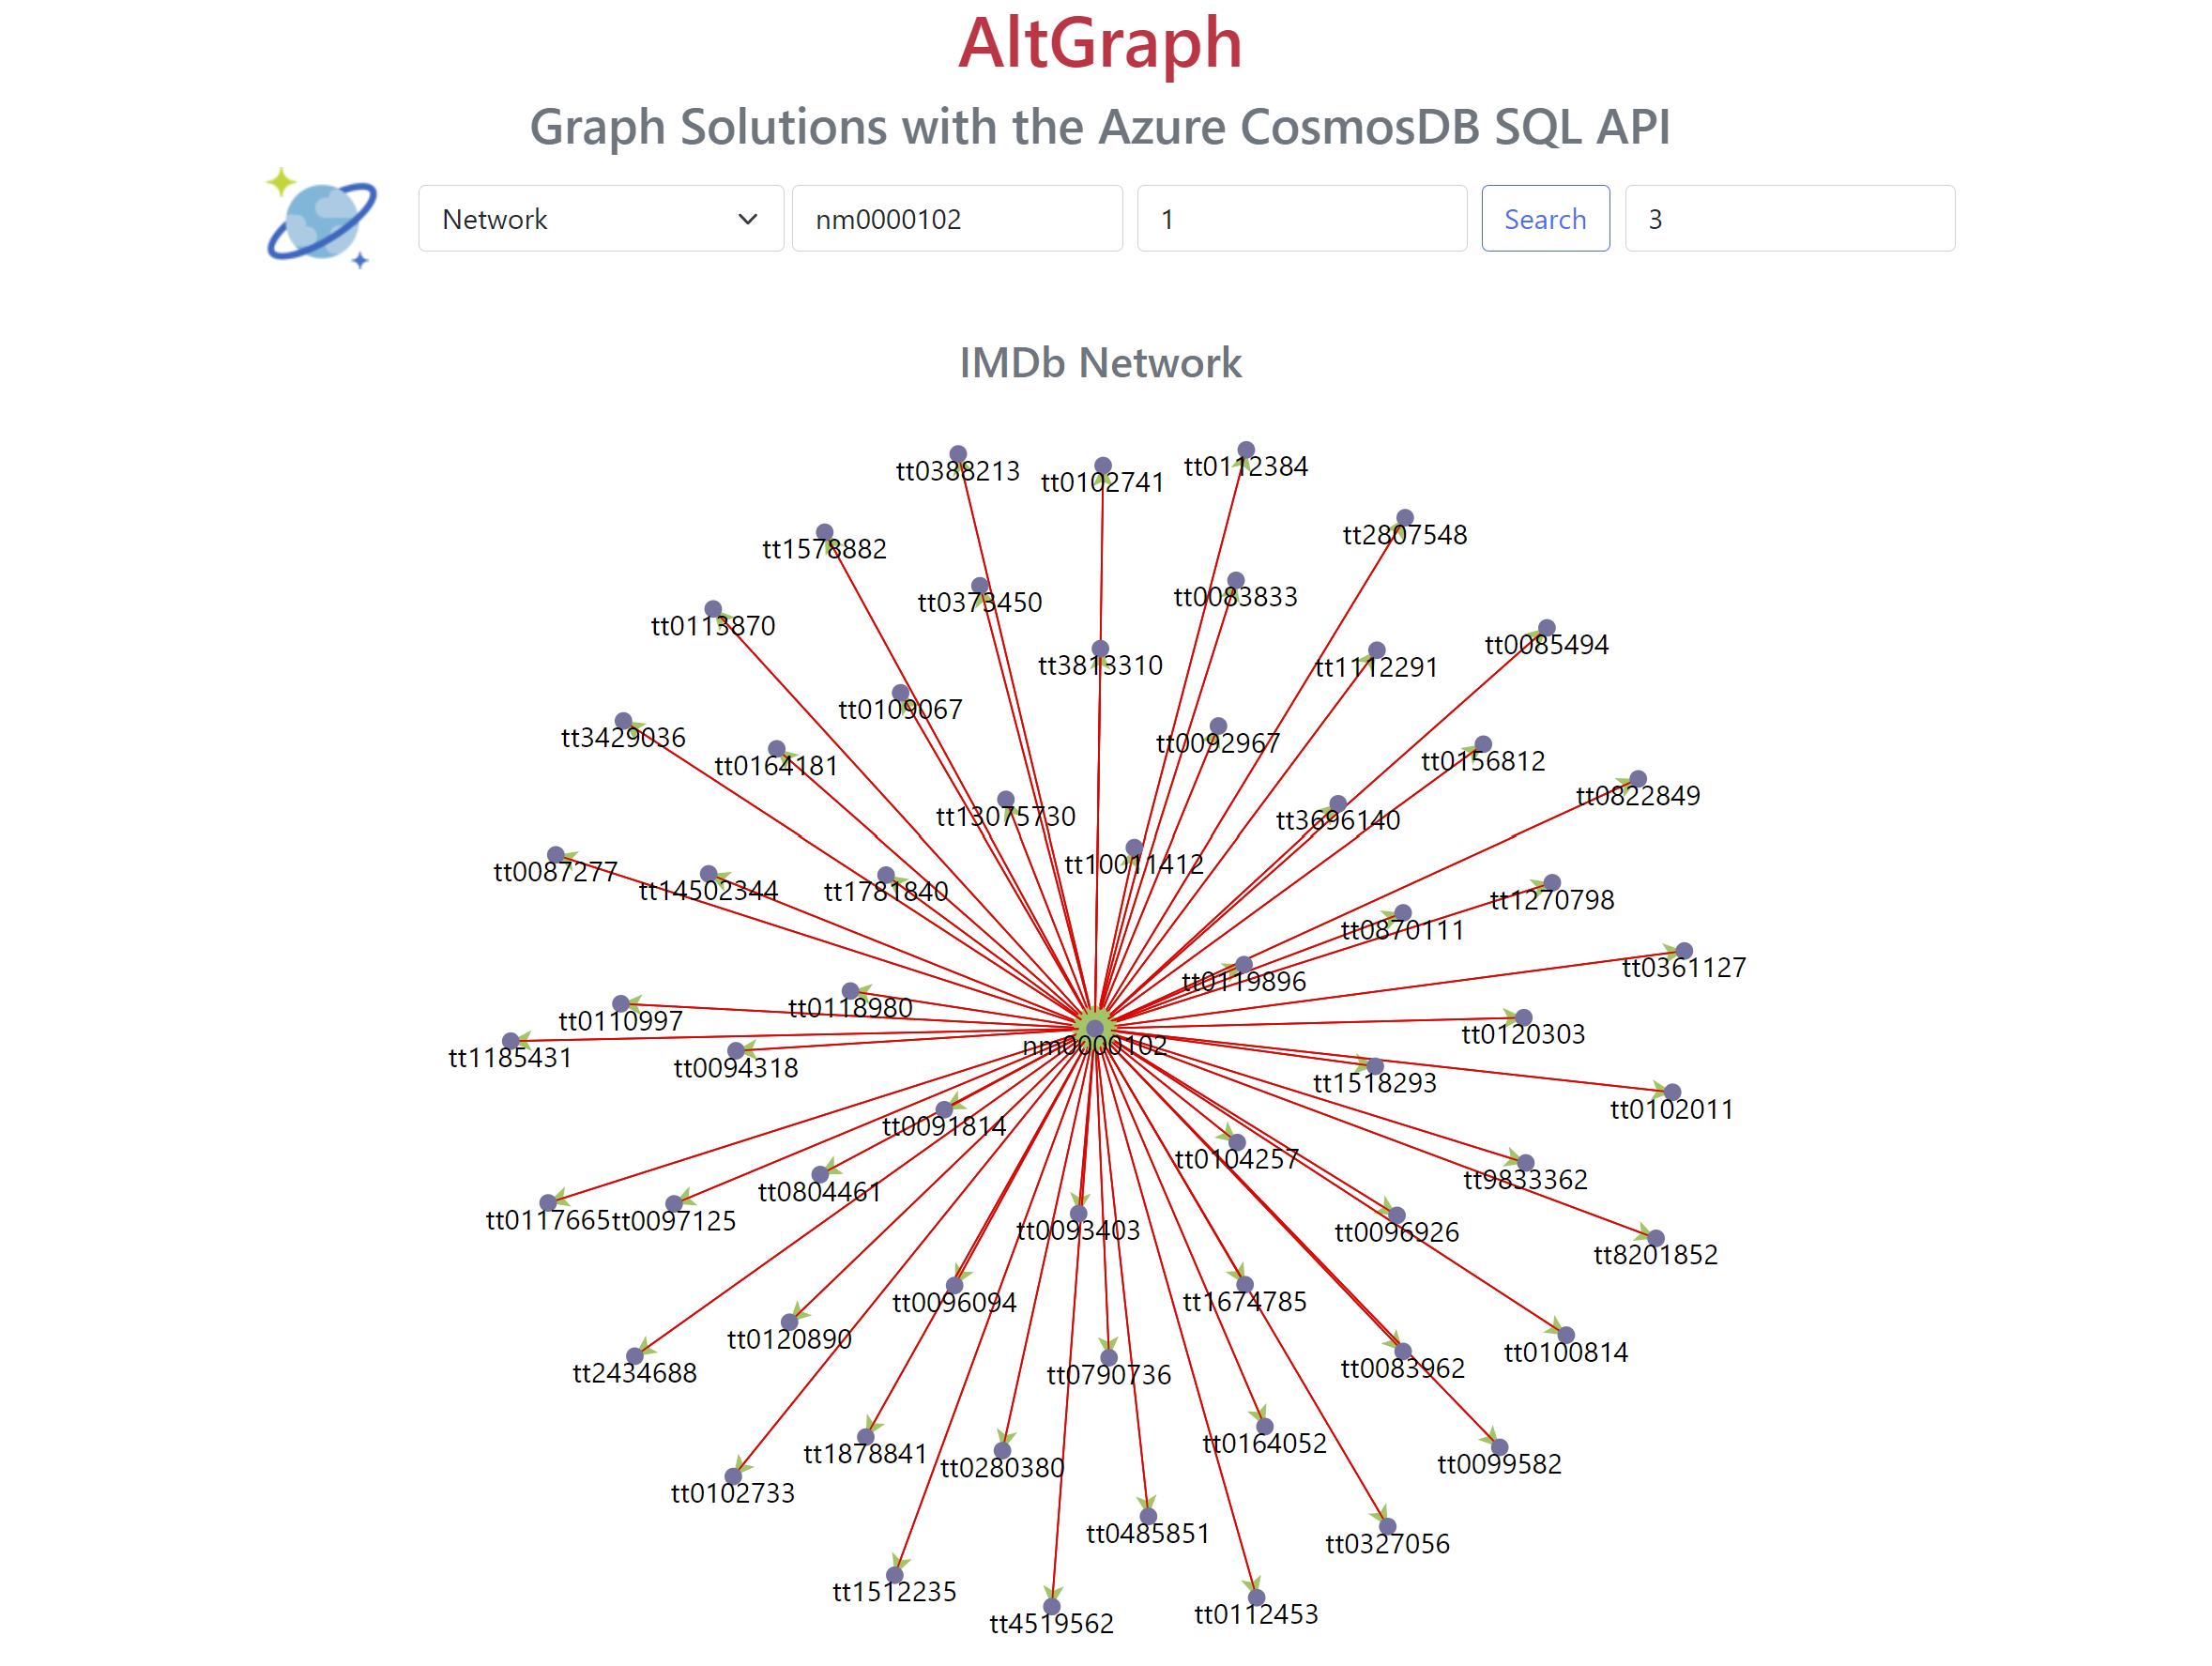 AltGraph
Graph Solutions with the Azure CosmosDB SQL API
Network nm0000102 1 Search 3
IMDb Network
tt0388213
tt0102741
tt0112384
tt2807548
tt1578882
tt0373450
tt0083833
tt0113870
tt0085494
tt3813310
tt1112291
tt0109067
tt3429036
tt0092967
tt0164181
tt0156812
tt0822849
tt13075730
tt3696140
tt10011412
tt0087277
tt14502344
tt1781840
tt1270798
tt0870111
tt0361127
tt0119896
tt0118980
tt0110997
tt0120303
nm0000102
tt1185431
tt0094318
tt1518293
tt0102011
tt0091814
tt0104257
tt9833362
tt0804461
tt0117665
tt0097125
tt0093403
tt0096926
tt8201852
tt0096094
tt1674785
tt0120890
tt0100814
tt0083962
tt2434688
tt0790736
tt0164052
tt1878841
tt0099582
tt0280380
tt0102733
tt0485851
tt0327056
tt1512235
tt0112453
tt4519562